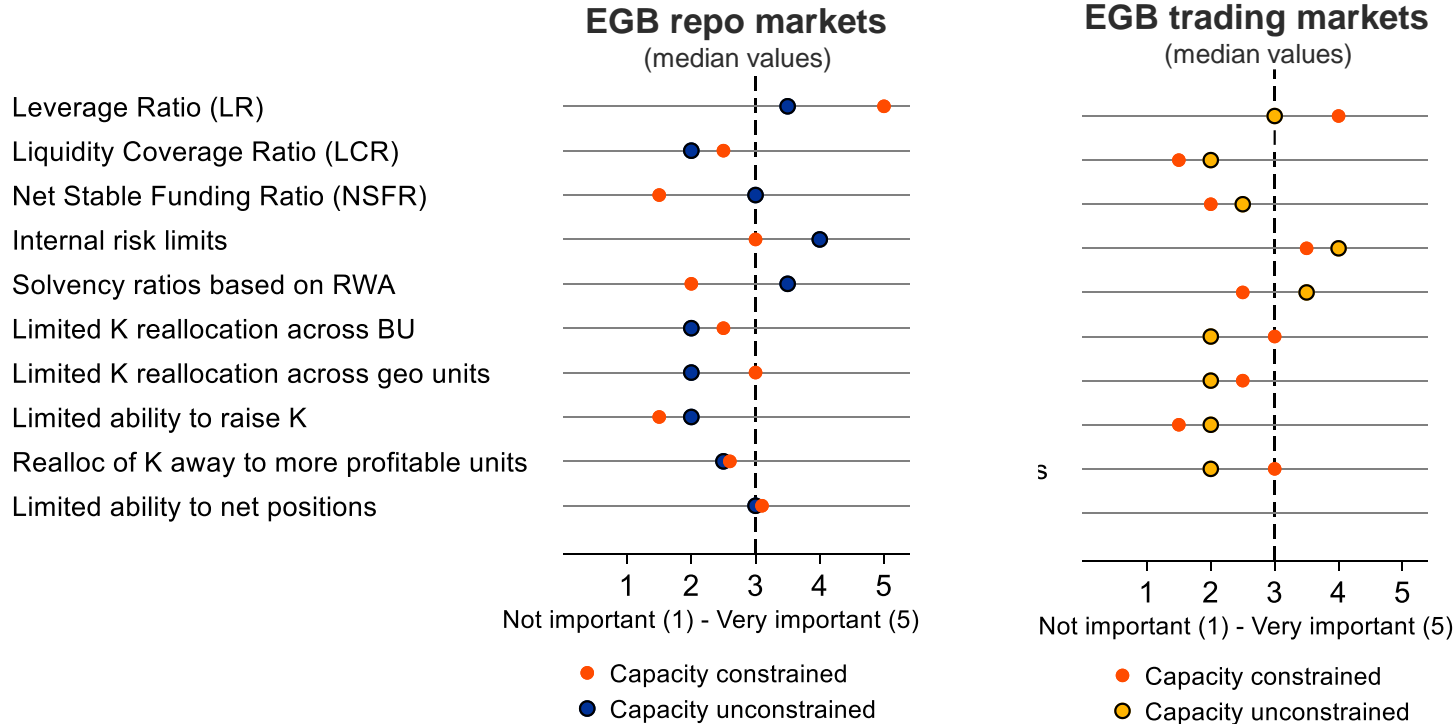 EGB repo markets
(median values)
EGB trading markets
(median values)
Leverage Ratio (LR)
Liquidity Coverage Ratio (LCR)
Net Stable Funding Ratio (NSFR)
Internal risk limits
Solvency ratios based on RWA
Limited K reallocation across BU
Limited K reallocation across geo units
Limited ability to raise K
Realloc of K away to more profitable units
s
Limited ability to net positions
1 2 3 4 5
Not important (1) - Very important (5)
Capacity constrained
Capacity unconstrained
1 2 3 4 5
Not important (1) - Very important (5)
Capacity constrained
Capacity unconstrained